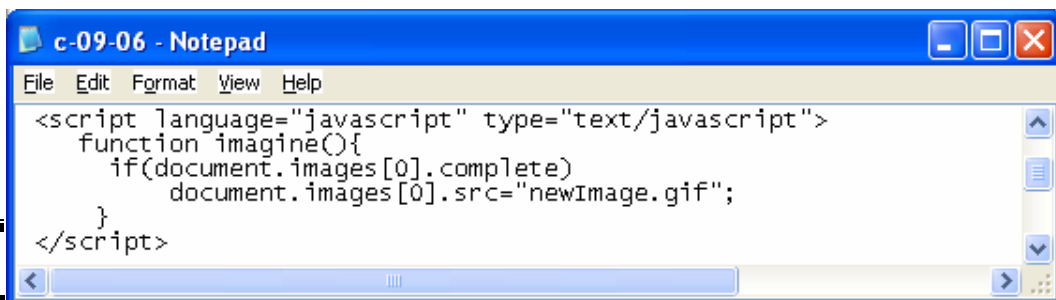 c-09-06 - Notepad
File Edit Format View Help
<script language="javascript" type="text/javascript">
function imagine(){
if(document.images[0].complete)
document.images[0].src="newImage.gif";
}
</script>